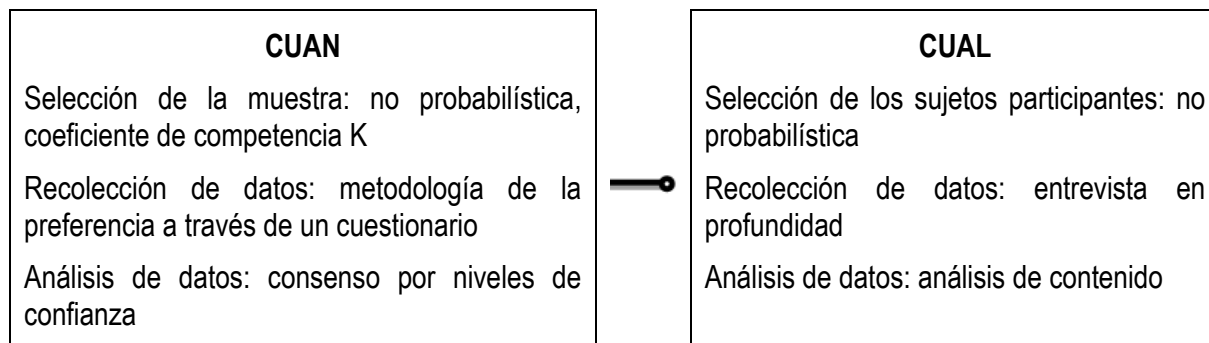 CUAN
Selección de la muestra: no probabilística,
coeficiente de competencia K
Recolección de datos: metodología de la
preferencia a través de un cuestionario
Análisis de datos: consenso por niveles de
confianza
CUAL
Selección de los sujetos participantes: no
probabilística
Recolección de datos: entrevista en
profundidad
Análisis de datos: análisis de contenido